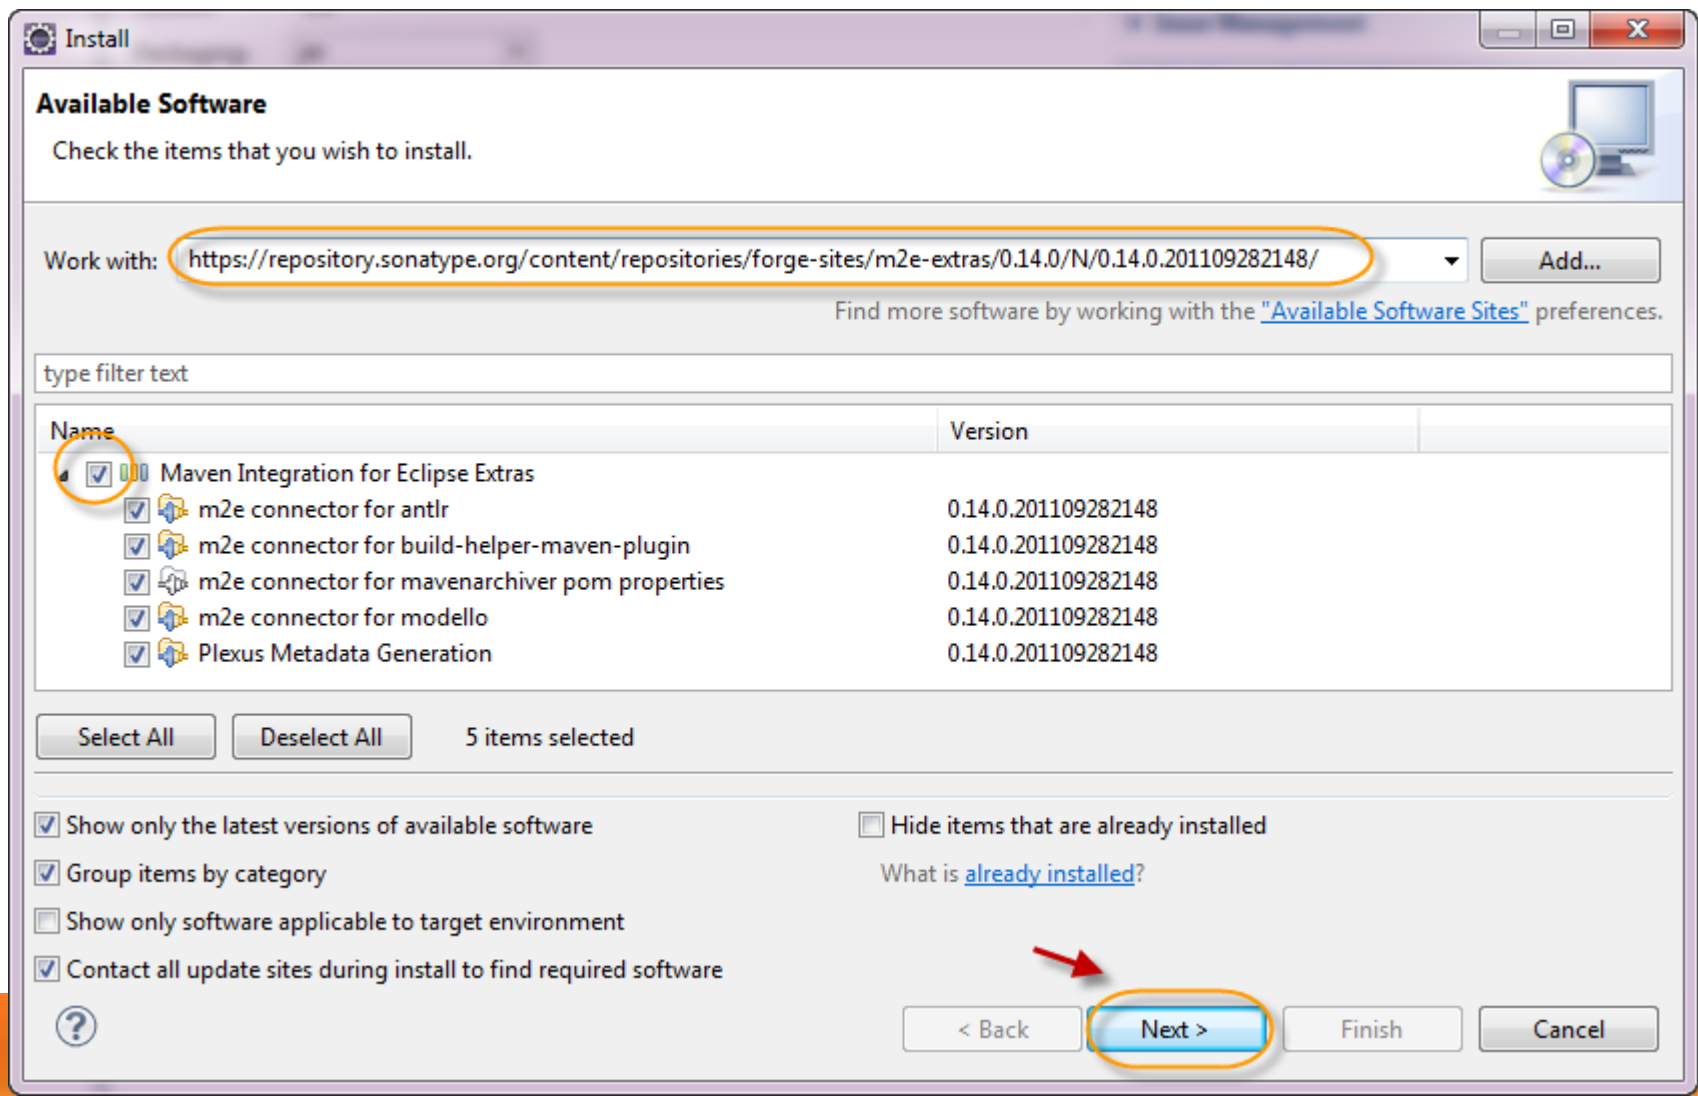 Install
Available Software
Check the items that you wish to install.
Work with: https://repository.sonatype.org/content/repositories/forge-sites/m2e-extras/0.14.0/N/0.14.0.201109282148/ Add...
Find more software by working with the "Available Software Sites" preferences.
type filter text
Name Version
Maven Integration for Eclipse Extras
m2e connector for antlr 0.14.0.201109282148
m2e connector for build-helper-maven-plugin 0.14.0.201109282148
m2e connector for mavenarchiver pom properties 0.14.0.201109282148
m2e connector for modello 0.14.0.201109282148
Plexus Metadata Generation 0.14.0.201109282148
Select All Deselect All 5 items selected
Show only the latest versions of available software Hide items that are already installed
Group items by category What is already installed?
Show only software applicable to target environment
Contact all update sites during install to find required software
? < Back Next > Finish Cancel